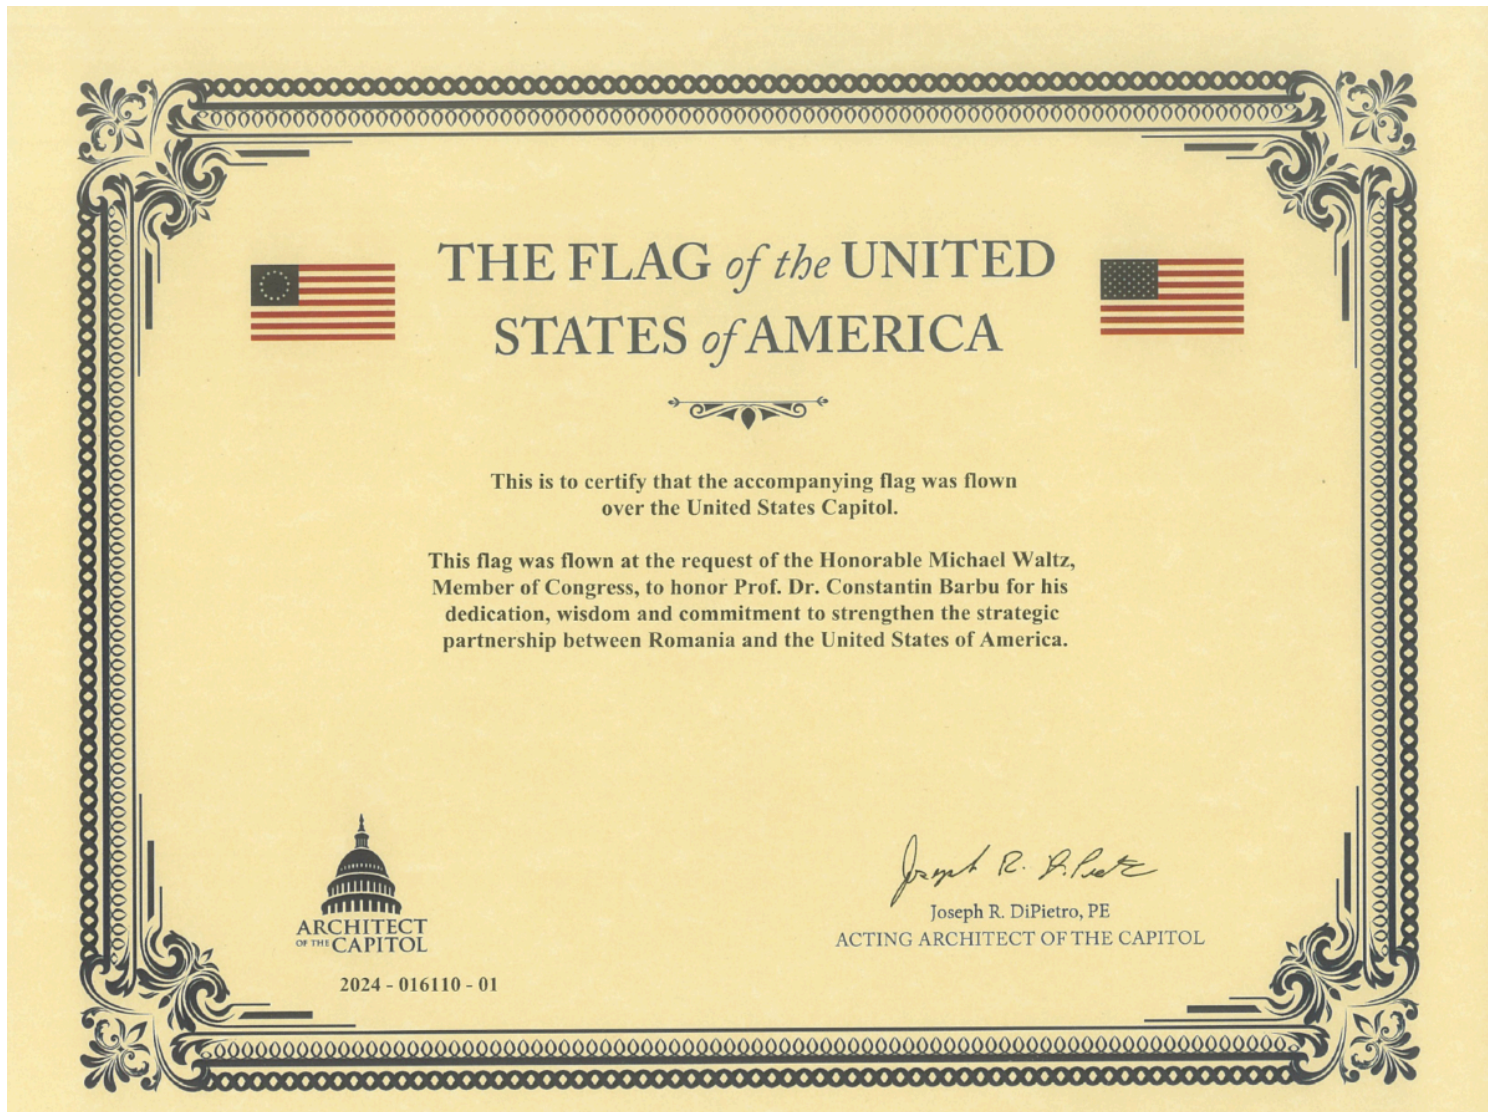 THE FLAG of the UNITED
STATES of AMERICA
This is to certify that the accompanying flag was flown
over the United States Capitol.
This flag was flown at the request of the Honorable Michael Waltz,
Member of Congress, to honor Prof. Dr. Constantin Barbu for his
dedication, wisdom and commitment to strengthen the strategic
partnership between Romania and the United States of America.
Joseph R. DiPietro
Joseph R. DiPietro, PE
ACTING ARCHITECT OF THE CAPITOL
ARCHITECT
OF THE CAPITOL
2024 - 016110 - 01